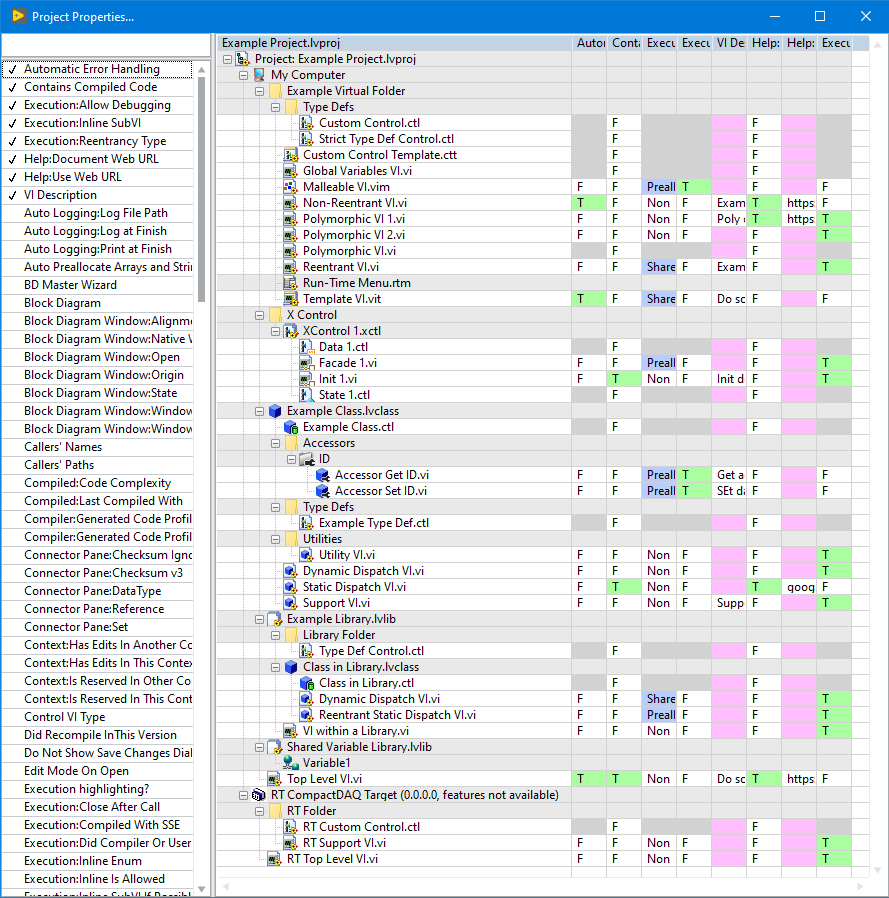 Project Properties...
Automatic Error Handling
Contains Compiled Code
Execution:Allow Debugging
Execution:Inline SubVI
Execution:Reentrancy Type
Help:Document Web URL
Help:Use Web URL
VI Description
Auto Logging:Log File Path
Auto Logging:Log at Finish
Auto Logging:Print at Finish
Auto Preallocate Arrays and Strin
BD Master Wizard
Block Diagram
Block Diagram Window:Alignme
Block Diagram Window:Native W
Block Diagram Window:Open
Block Diagram Window:Origin
Block Diagram Window:State
Block Diagram Window:Window
Block Diagram Window:Window
Callers' Names
Callers' Paths
Compiled:Code Complexity
Compiled:Last Compiled With
Compiler:Generated Code Profil
Compiler:Generated Code Profil
Connector Pane:Checksum Igno
Connector Pane:Checksum v3
Connector Pane:DataType
Connector Pane:Reference
Connector Pane:Set
Context:Has Edits In Another Co
Context:Has Edits In This Contex
Context:Is Reserved In Other Co
Context:Is Reserved In This Cont
Control VI Type
Did Recompile InThis Version
Do Not Show Save Changes Dial
Edit Mode On Open
Execution highlighting?
Execution:Close After Call
Execution:Compiled With SSE
Execution:Did Compiler Or User
Execution:Inline Enum
Execution:Inline Is Allowed
Execution:Inline SubVI If Possibl
Example Project.lvproj Auton Conta Execu Execu VI De Help: Help: Execu
Project: Example Project.lvproj
My Computer
Example Virtual Folder
Type Defs
Custom Control.ctl F F
Strict Type Def Control.ctl F F
Custom Control Template.ctt F F
Global Variables VI.vi F F
Malleable VI.vim F F Preall T F F
Non-Reentrant VI.vi T F Non F Exam T https F
Polymorphic VI 1.vi F F Non F Poly T https T
Polymorphic VI 2.vi F F Non F F T
Polymorphic VI.vi F F
Reentrant VI.vi F F Share F Exam F T
Run-Time Menu.rtm
Template VI.vit T F Share F Do sc F F
X Control
XControl 1.xctl
Data 1.ctl F F
Facade 1.vi F F Preall F F T
Init 1.vi F T Non F Init d F T
State 1.ctl F F
Example Class.lvclass
Example Class.ctl F F
Accessors
ID
Accessor Get ID.vi F F Preall T Get a F F
Accessor Set ID.vi F F Preall T SEt da F F
Type Defs
Example Type Def.ctl F F
Utilities
Utility VI.vi F F Non F F T
Dynamic Dispatch VI.vi F F Non F F T
Static Dispatch VI.vi F T Non F T goog F
Support VI.vi F F Non F Supp F T
Example Library.lvlib
Library Folder
Type Def Control.ctl F F
Class in Library.lvclass
Class in Library.ctl F F
Dynamic Dispatch VI.vi F F Share F F T
Reentrant Static Dispatch VI.vi F F Preall F F T
VI within a Library.vi F F Non F F T
Shared Variable Library.lvlib
Variable1
Top Level VI.vi T T Non F Do sc T https F
RT CompactDAQ Target (0.0.0.0, features not available)
RT Folder
RT Custom Control.ctl F F
RT Support VI.vi F F Non F F T
RT Top Level VI.vi F F Non F F T